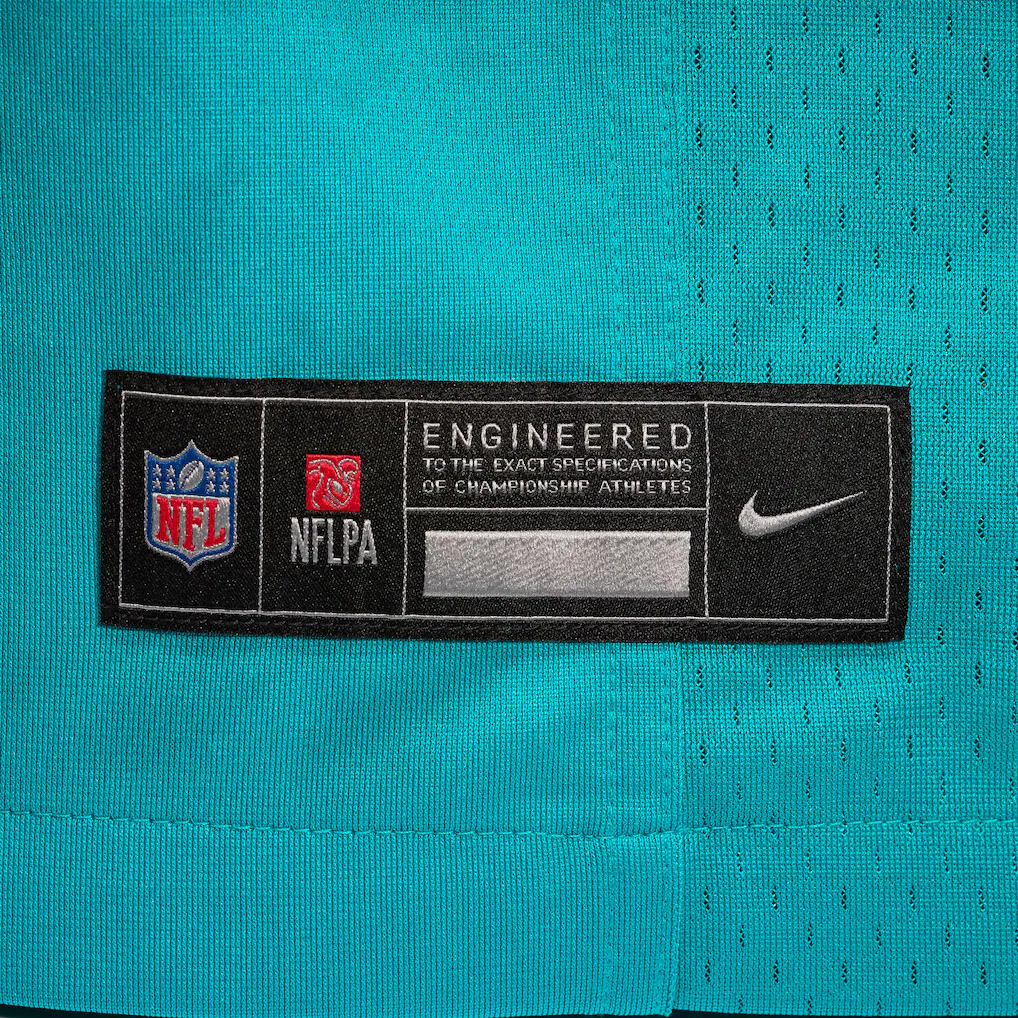 NFL
NFLPA
ENGINEERED
TO THE EXACT SPECIFICATIONS
OF CHAMPIONSHIP ATHLETES